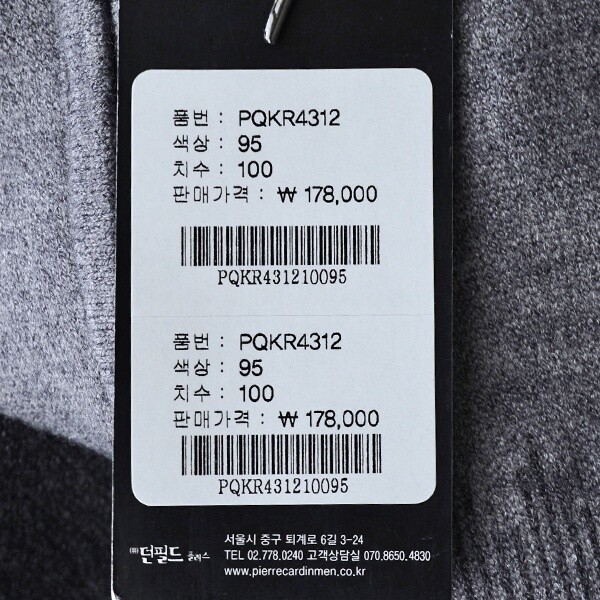 품번 : PQKR4312
색상 : 95
치수 : 100
판매가격 : ₩ 178,000
PQKR431210095
품번 : PQKR4312
색상 : 95
치수 : 100
판매가격 : ₩ 178,000
PQKR431210095
㈜던필드 플러스
서울시 중구 퇴계로 6길 3-24
TEL 02.778.0240 고객상담실 070.8650.4830
www.pierrecardinmen.co.kr